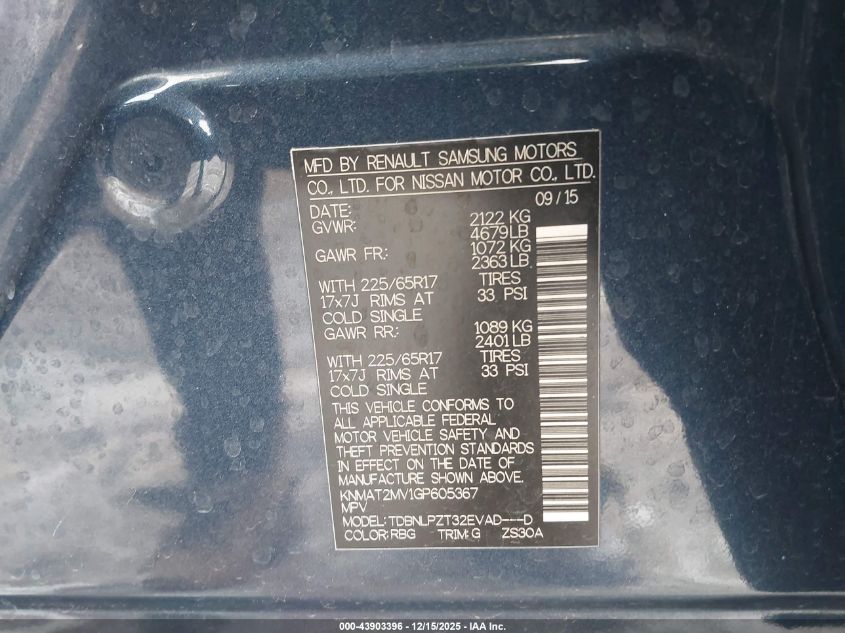 MFD BY RENAULT SAMSUNG MOTORS
CO., LTD. FOR NISSAN MOTOR CO., LTD.
DATE: 09/15
GVWR: 2122 KG
4679 LB
GAWR FR: 1072 KG
2363 LB
WITH 225/65R17 TIRES
17x7J RIMS AT 33 PSI
COLD SINGLE
GAWR RR: 1089 KG
2401 LB
WITH 225/65R17 TIRES
17x7J RIMS AT 33 PSI
COLD SINGLE
THIS VEHICLE CONFORMS TO
ALL APPLICABLE FEDERAL
MOTOR VEHICLE SAFETY AND
THEFT PREVENTION STANDARDS
IN EFFECT ON THE DATE OF
MANUFACTURE SHOWN ABOVE.
KNMAT2MV1GP605367
MPV
MODEL: TDBNLPZT32EVAD---D
COLOR: RBG TRIM: G ZS30A
000-43903396 - 12/15/2025 - IAA Inc.